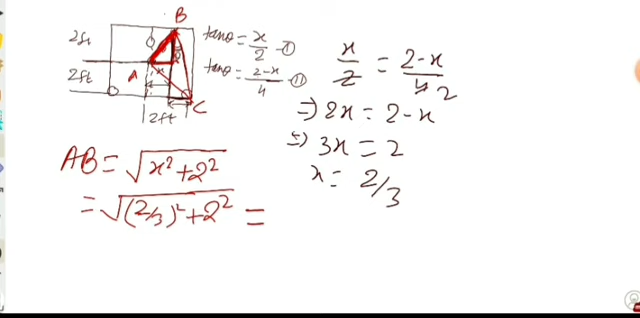 B
2ft
tanθ = x/2 - ①
2ft
A
x
tanθ = 2-x/4 - ⑪
C
2ft
x/2 = 2-x/4 2
⇒ 2x = 2-x
⇒ 3x = 2
x = 2/3
AB = √x²+2²
= √(2/3)²+2² =